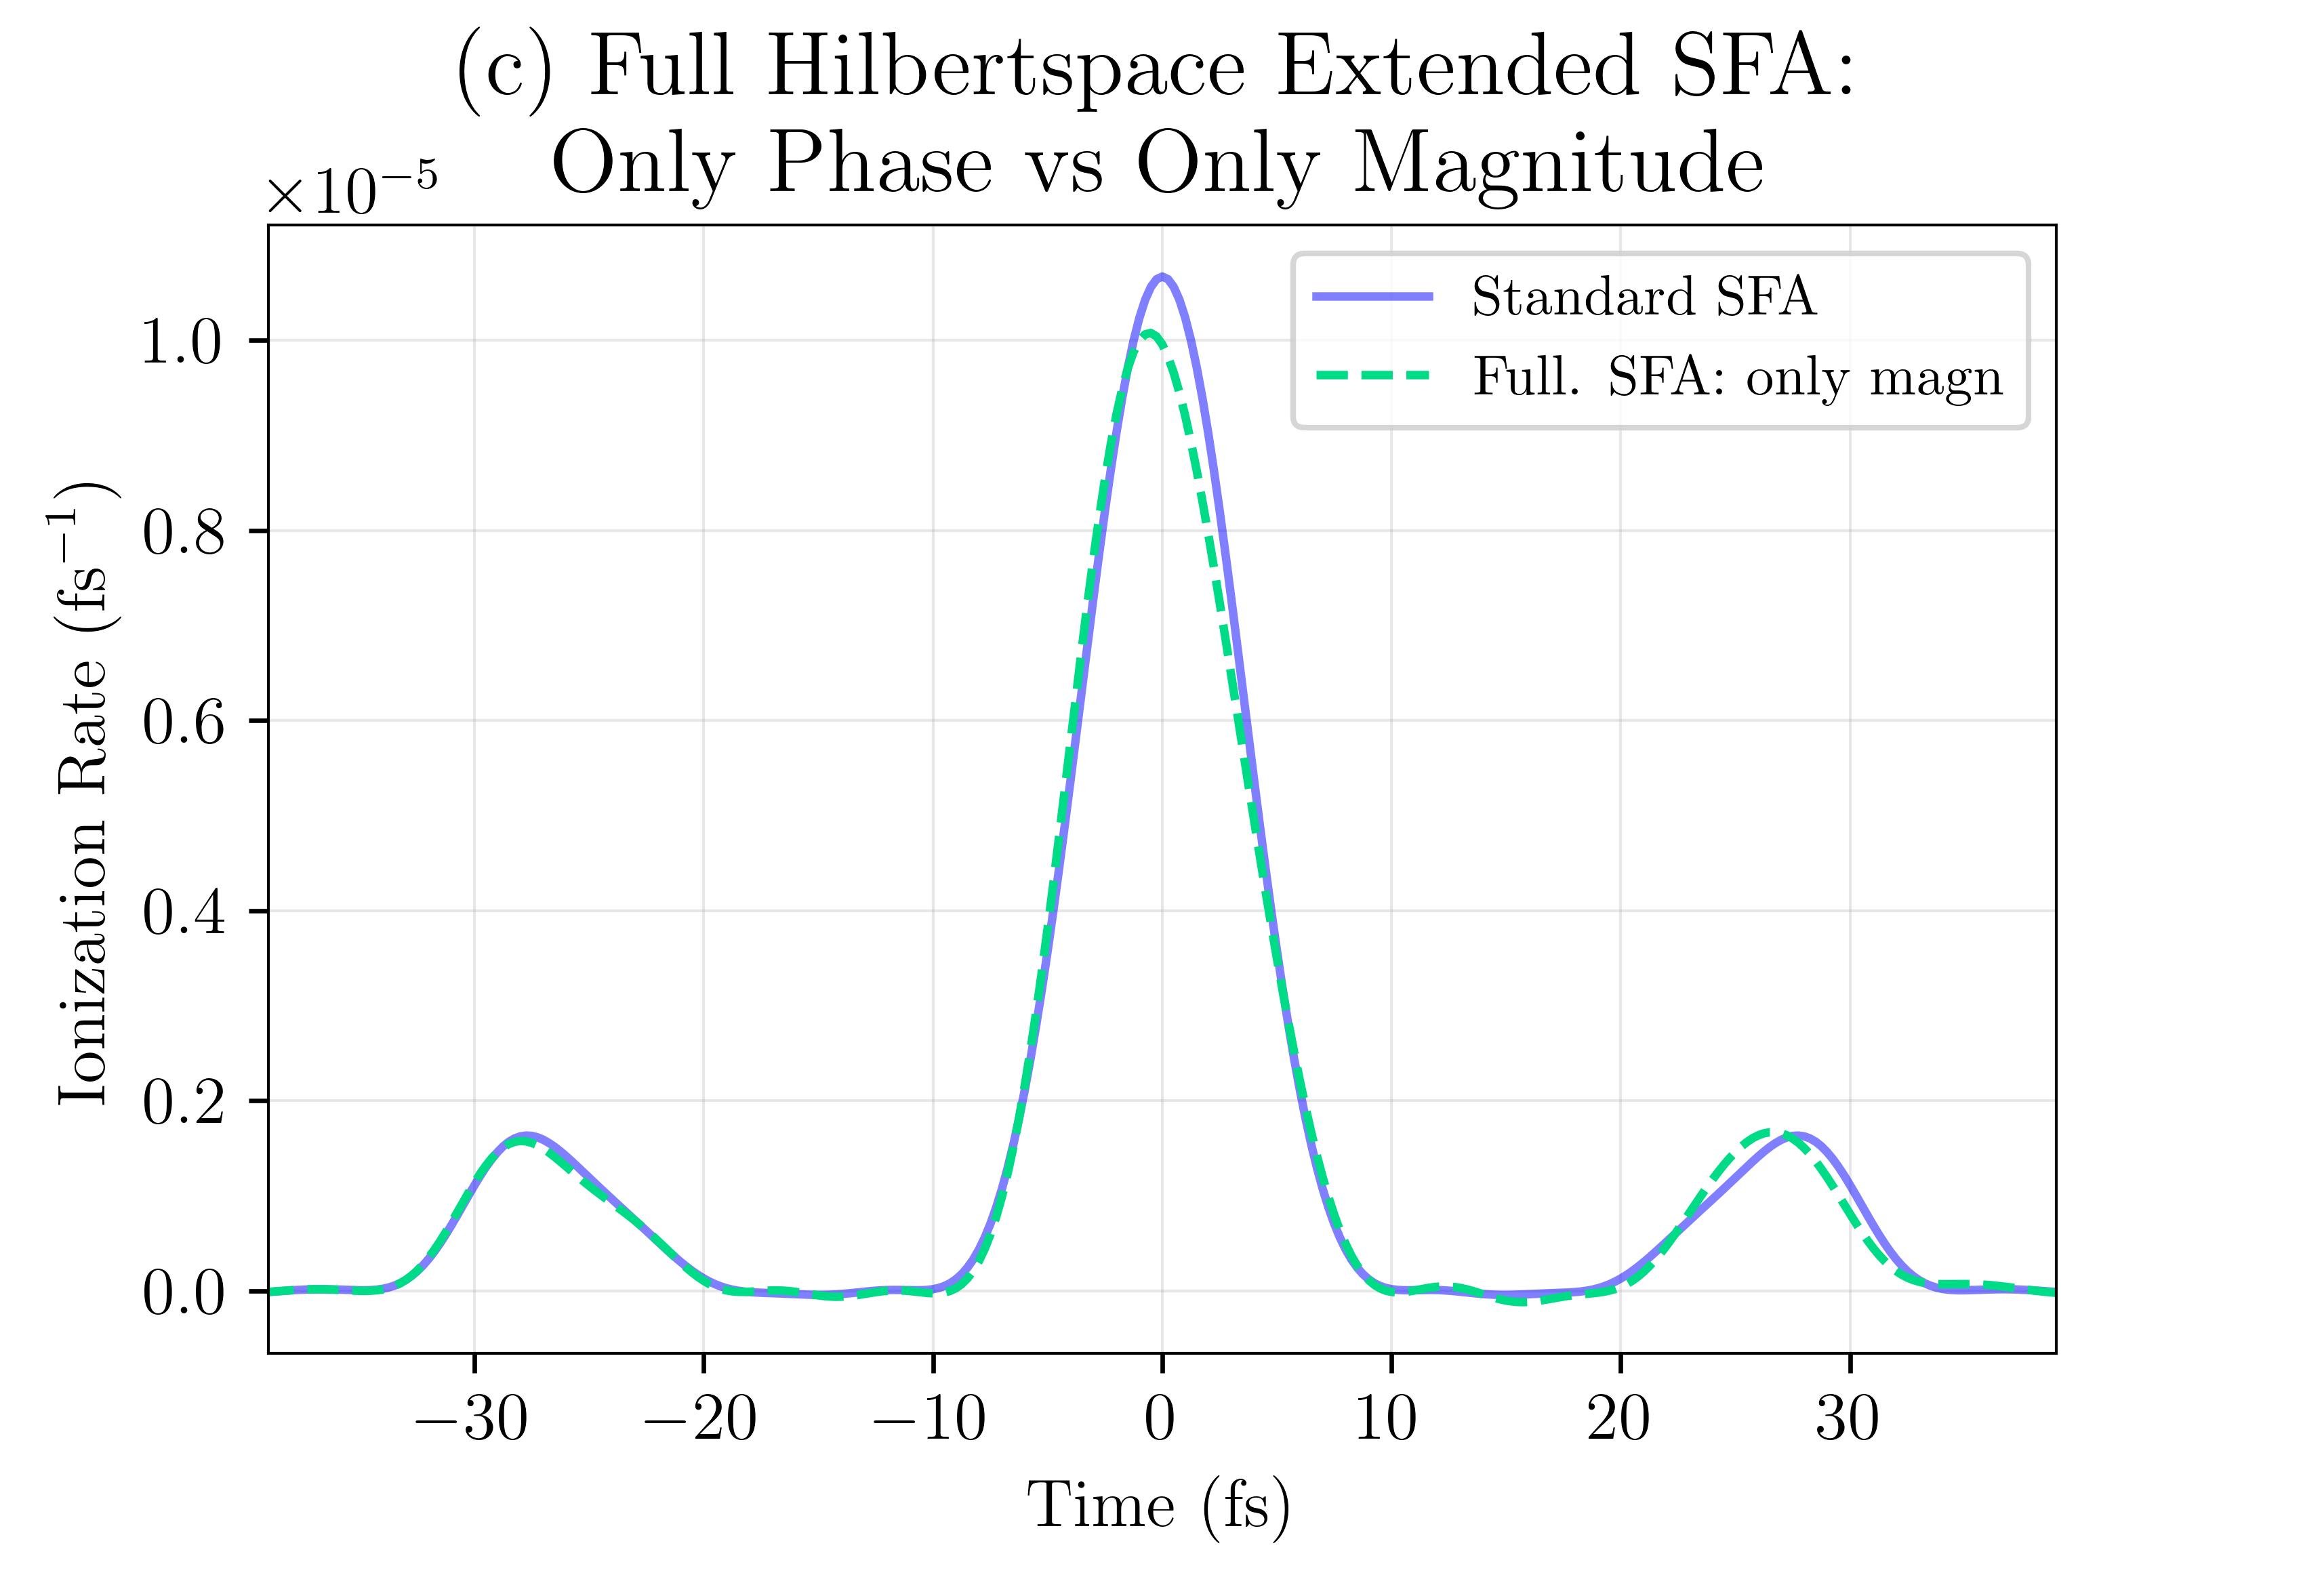 (c) Full Hilbertspace Extended SFA:
Only Phase vs Only Magnitude
×10⁻⁵
Standard SFA
Full. SFA: only magn
Ionization Rate (fs⁻¹)
1.0
0.8
0.6
0.4
0.2
0.0
−30 −20 −10 0 10 20 30
Time (fs)